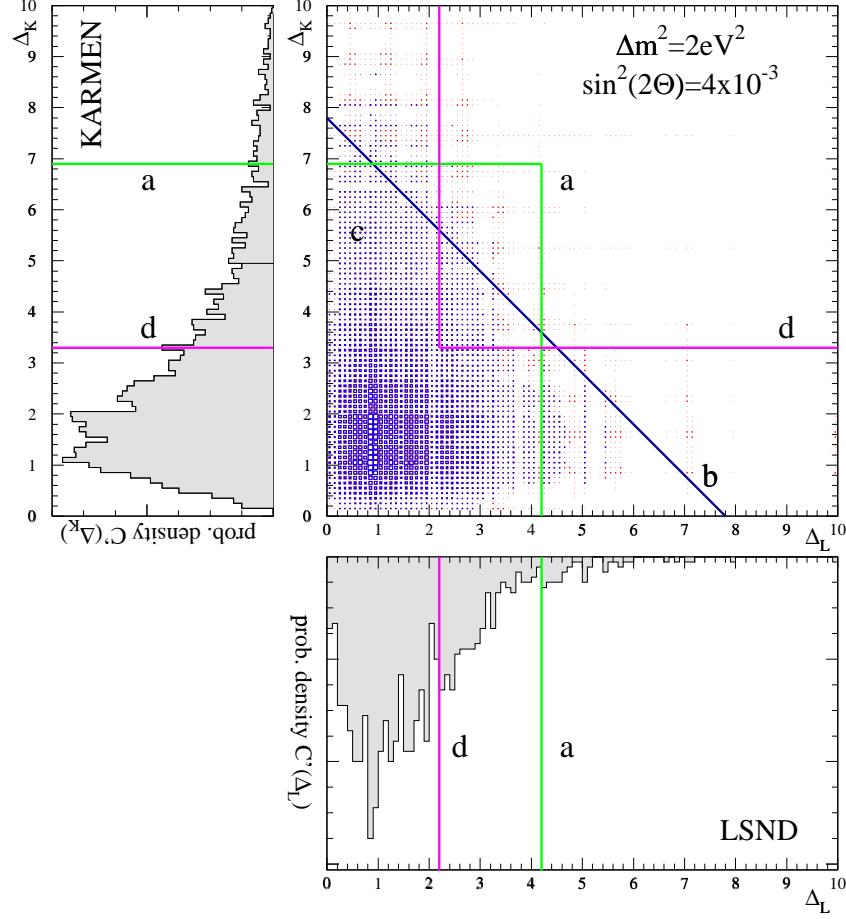 Δ_K
10
9
8
7
6
5
4
3
2
1
0
KARMEN
a
d
prob. density C’(Δ_K)
Δ_K
10
9
8
7
6
5
4
3
2
1
0
Δm²=2eV²
sin²(2Θ)=4x10⁻³
a
c
d
b
0 1 2 3 4 5 6 7 8 9 10
Δ_L
prob. density C’(Δ_L)
d
a
LSND
0 1 2 3 4 5 6 7 8 9 10
Δ_L